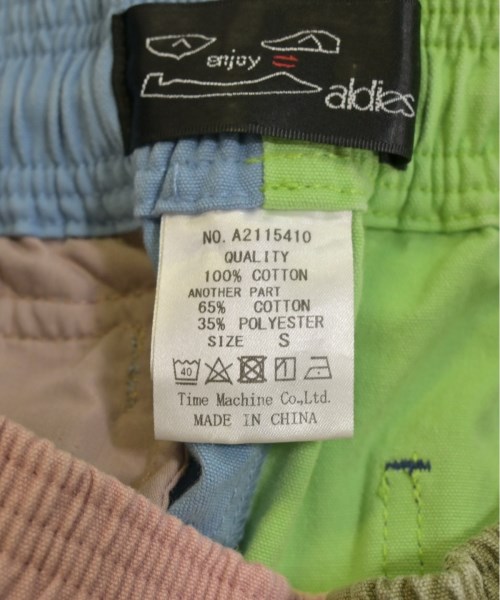 enjoy = aldies
NO. A2115410
QUALITY
100% COTTON
ANOTHER PART
65% COTTON
35% POLYESTER
SIZE S
40
Time Machine Co.,Ltd.
MADE IN CHINA